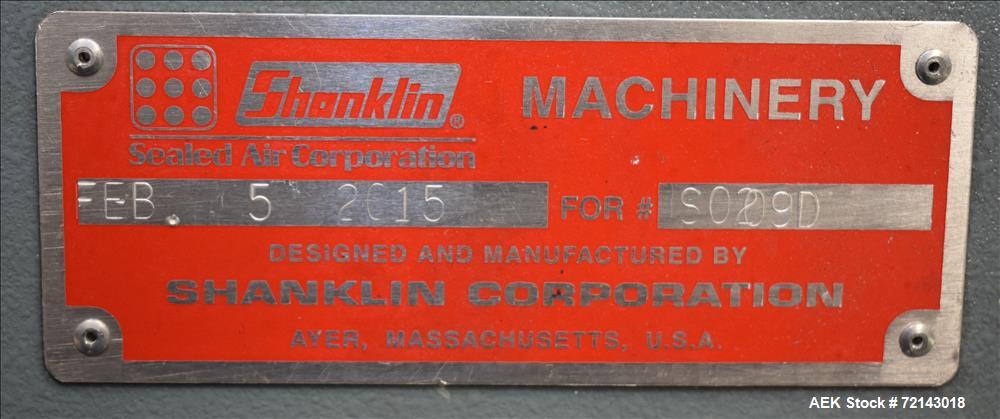 Shanklin® MACHINERY
Sealed Air Corporation
FEB. 5 2015 FOR # S0209D
DESIGNED AND MANUFACTURED BY
SHANKLIN CORPORATION
AYER, MASSACHUSETTS, U.S.A.
AEK Stock #72143018